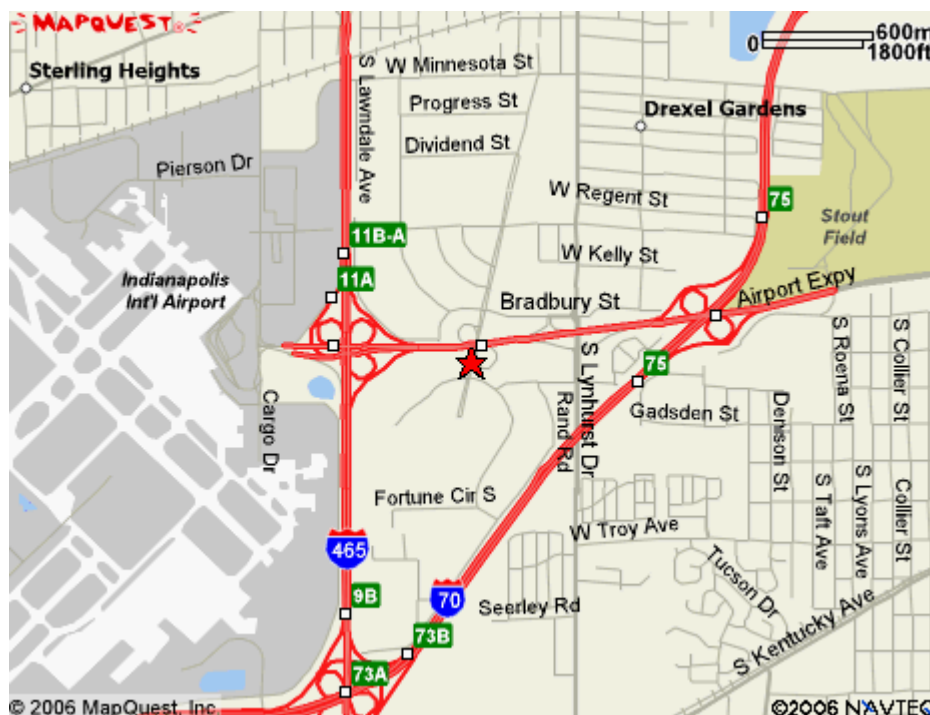 MAPQUEST
600m
0
1800ft
Sterling Heights
S Lawndale Ave
W Minnesota St
Progress St
Drexel Gardens
Dividend St
Pierson Dr
W Regent St
75
Stout
Field
11B-A
W Kelly St
11A
Indianapolis
Int'l Airport
Bradbury St
Airport Expy
S Roena St
S Collier St
S Lynhurst Dr
75
Cargo Dr
Rand Rd
Gadsden St
Denison St
S Taft Ave
S Lyons Ave
Collier St
Fortune Cir S
W Troy Ave
465
Tucson Dr
70
9B
Seerley Rd
S Kentucky Ave
73B
73A
© 2006 MapQuest, Inc
©2006 NAVTEQ